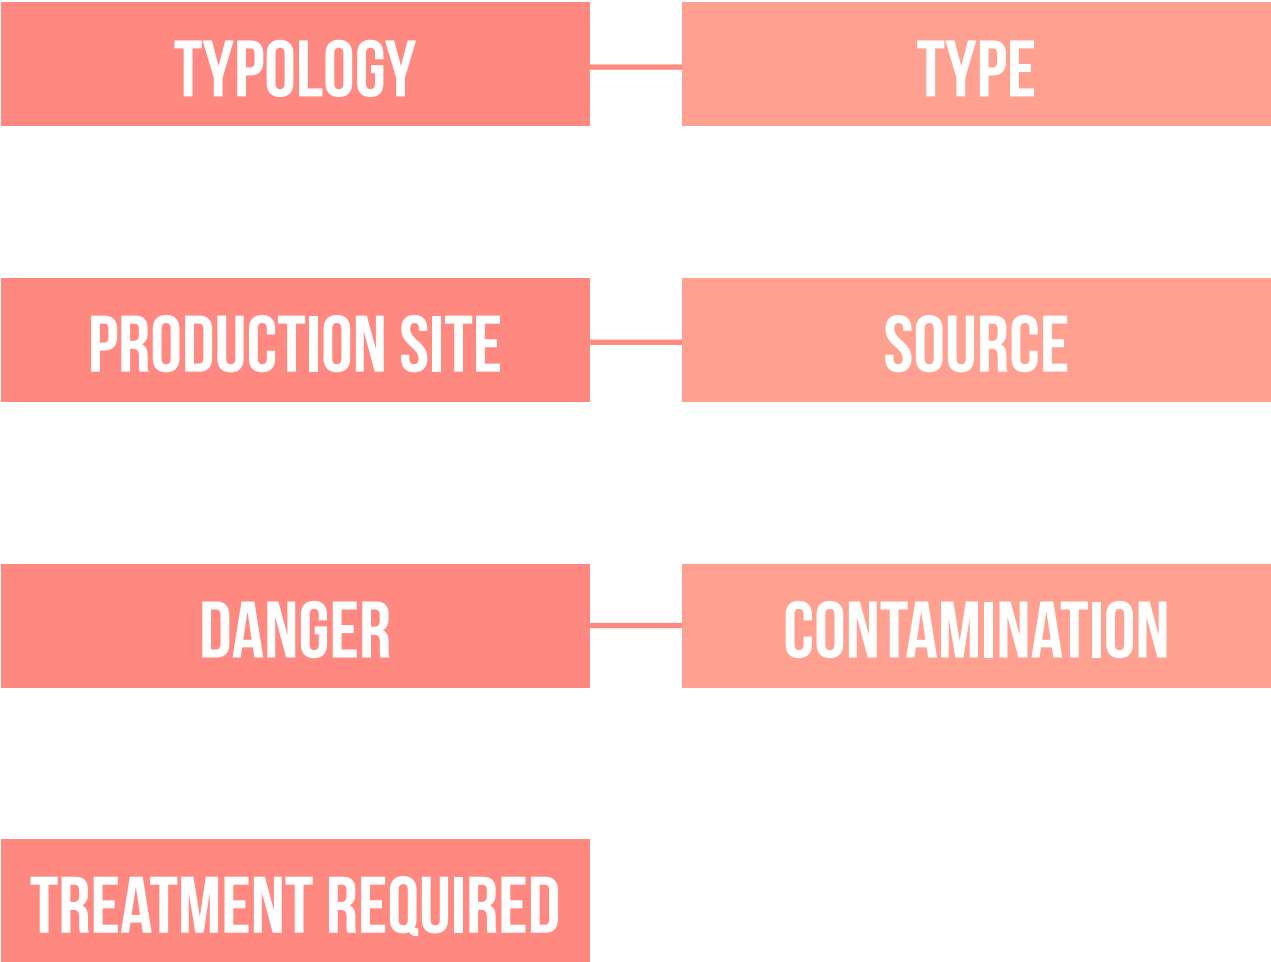 TYPOLOGY
TYPE
PRODUCTION SITE
SOURCE
DANGER
CONTAMINATION
TREATMENT REQUIRED